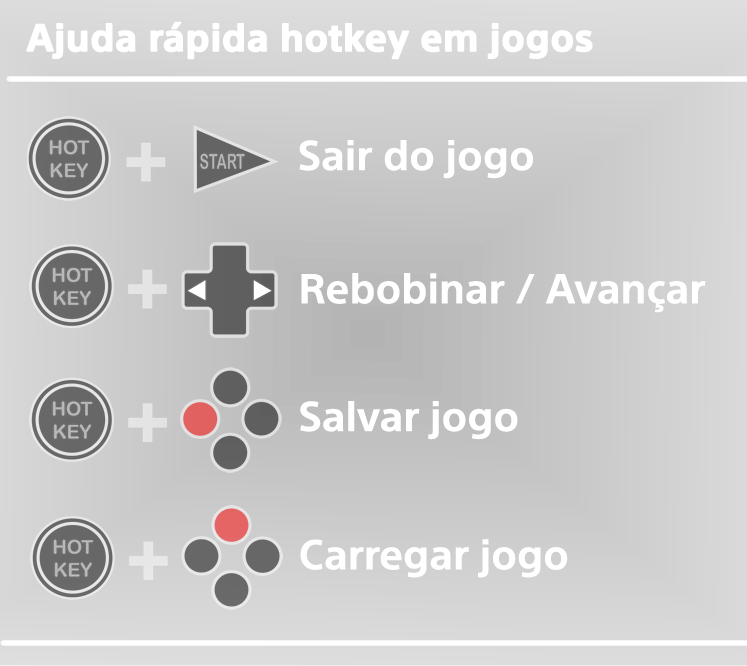 Ajuda rápida hotkey em jogos
HOT KEY + START Sair do jogo
HOT KEY + Rebobinar / Avançar
HOT KEY + Salvar jogo
HOT KEY + Carregar jogo